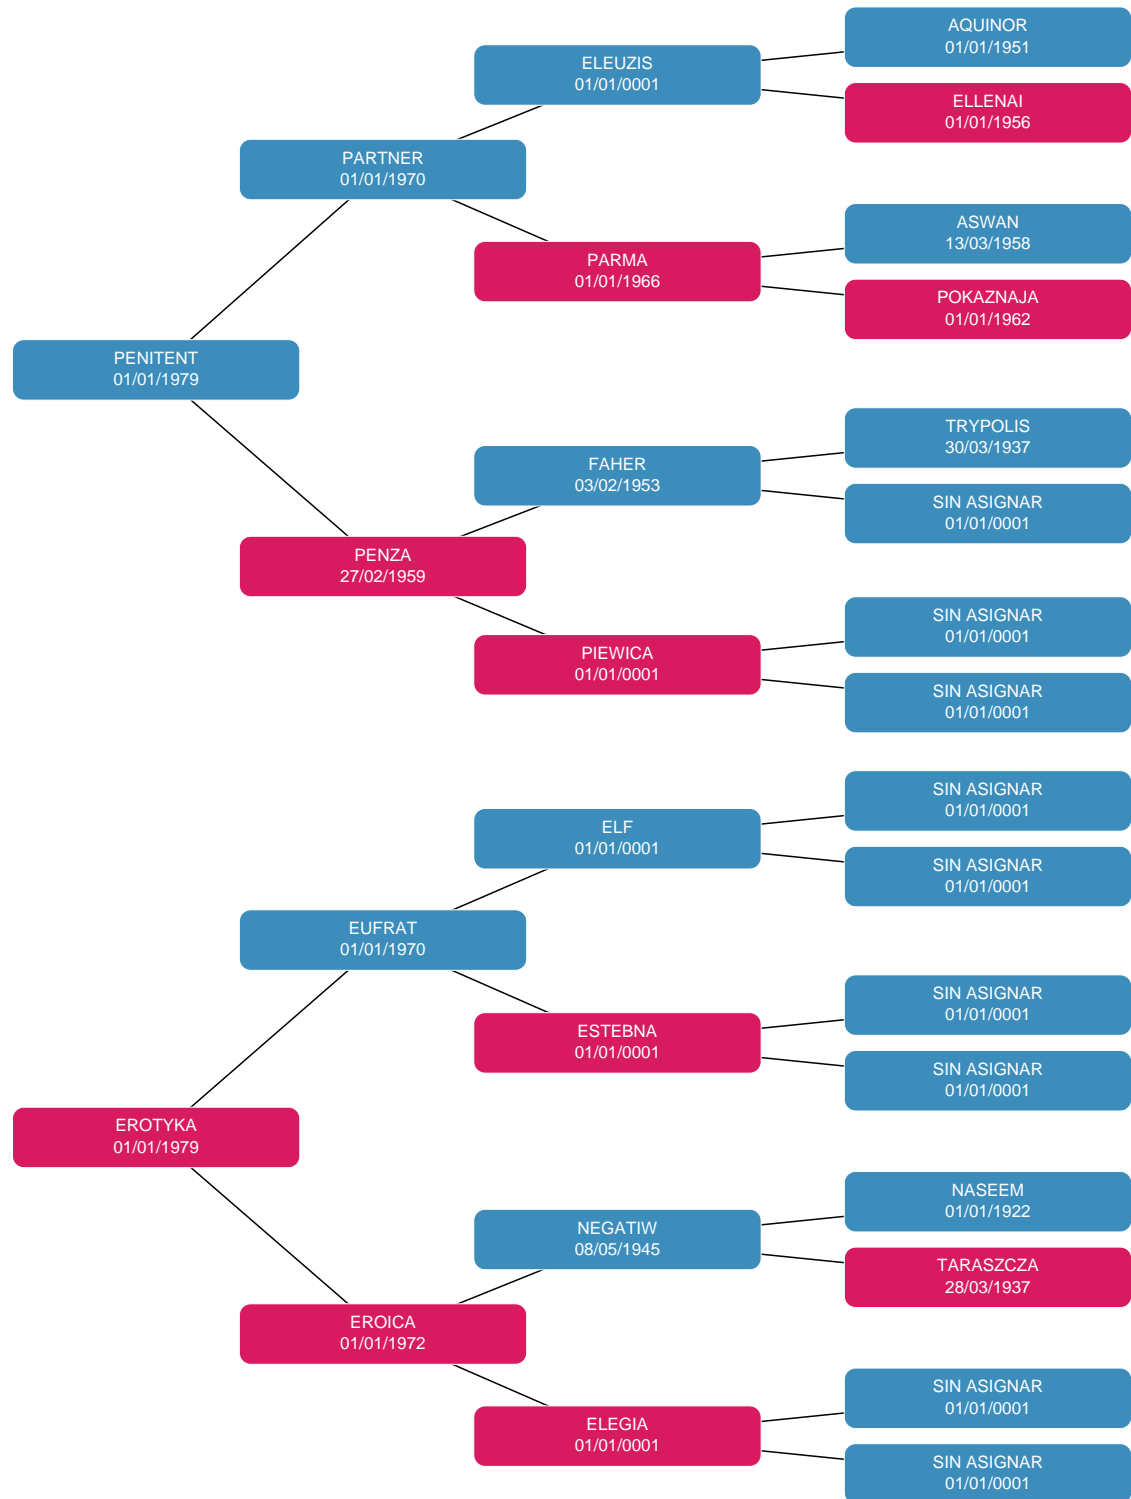 AQUINOR
01/01/1951
ELEUZIS
01/01/0001
ELLENAI
01/01/1956
PARTNER
01/01/1970
ASWAN
13/03/1958
PARMA
01/01/1966
POKAZNAJA
01/01/1962
PENITENT
01/01/1979
TRYPOLIS
30/03/1937
FAHER
03/02/1953
SIN ASIGNAR
01/01/0001
PENZA
27/02/1959
SIN ASIGNAR
01/01/0001
PIEWICA
01/01/0001
SIN ASIGNAR
01/01/0001
SIN ASIGNAR
01/01/0001
ELF
01/01/0001
SIN ASIGNAR
01/01/0001
EUFRAT
01/01/1970
SIN ASIGNAR
01/01/0001
ESTEBNA
01/01/0001
SIN ASIGNAR
01/01/0001
EROTYKA
01/01/1979
NASEEM
01/01/1922
NEGATIW
08/05/1945
TARASZCZA
28/03/1937
EROICA
01/01/1972
SIN ASIGNAR
01/01/0001
ELEGIA
01/01/0001
SIN ASIGNAR
01/01/0001